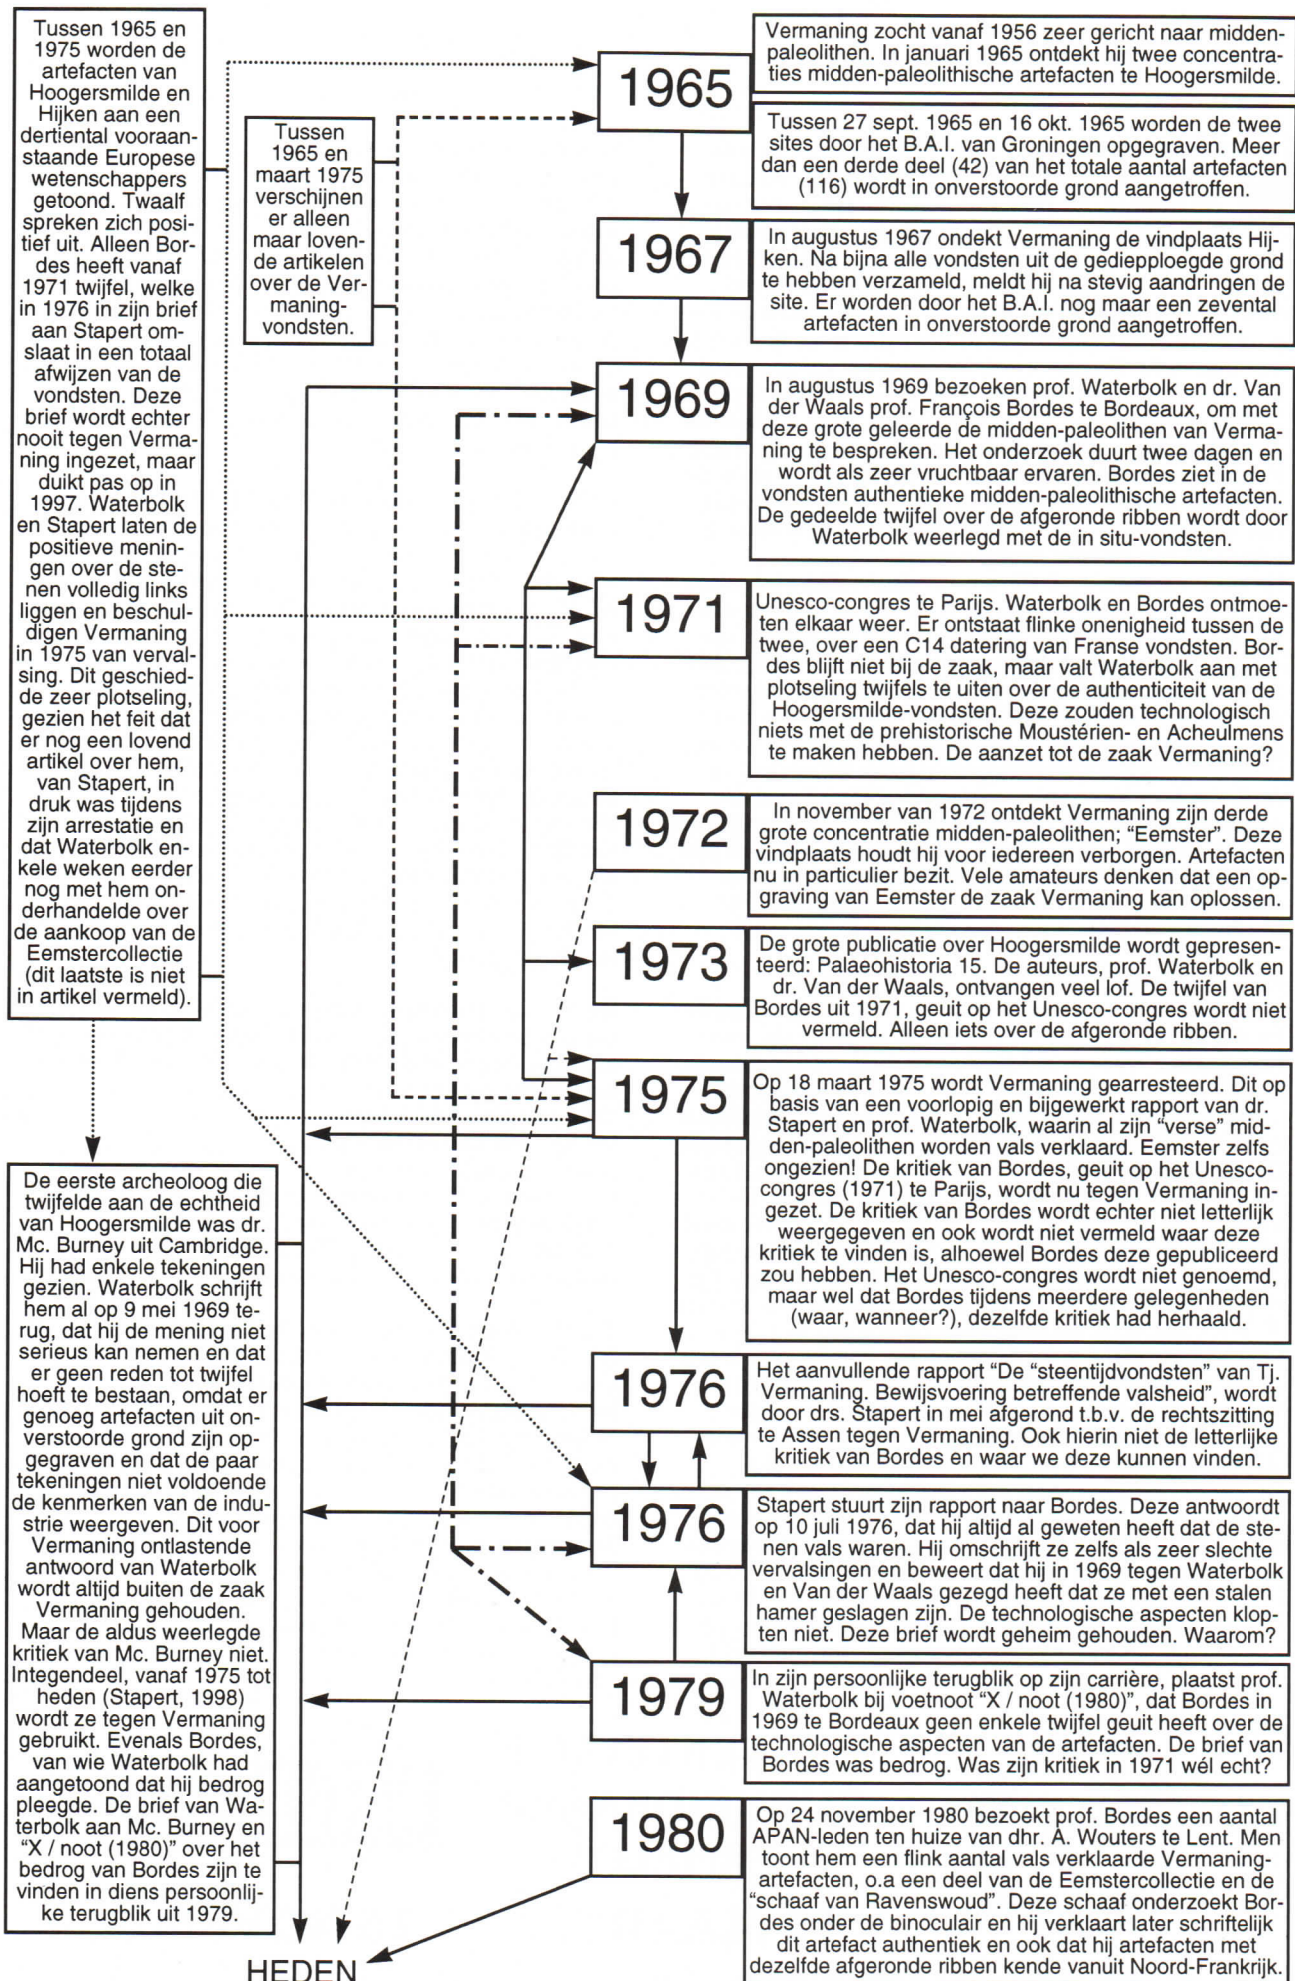 Tussen 1965 en
1975 worden de
artefacten van
Hoogersmilde en
Hijken aan een
dertiental vooraan-
staande Europese
wetenschappers
getoond. Twaalf
spreken zich posi-
tief uit. Alleen Bor-
des heeft vanaf
1971 twijfel, welke
in 1976 in zijn brief
aan Stapert om-
slaat in een totaal
afwijzen van de
vondsten. Deze
brief wordt echter
nooit tegen Verma-
ning ingezet, maar
duikt pas op in
1997. Waterbolk
en Stapert laten de
positieve menin-
gen over de ste-
nen volledig links
liggen en beschul-
digen Vermaning
in 1975 van verval-
sing. Dit geschied-
de zeer plotseling,
gezien het feit dat
er nog een lovend
artikel over hem,
van Stapert, in
druk was tijdens
zijn arrestatie en
dat Waterbolk en-
kele weken eerder
nog met hem on-
derhandelde over
de aankoop van de
Eemstercollectie
(dit laatste is niet
in artikel vermeld).
Tussen
1965 en
maart 1975
verschijnen
er alleen
maar loven-
de artikelen
over de Ver-
maning-
vondsten.
De eerste archeoloog die
twijfelde aan de echtheid
van Hoogersmilde was dr.
Mc. Burney uit Cambridge.
Hij had enkele tekeningen
gezien. Waterbolk schrijft
hem al op 9 mei 1969 te-
rug, dat hij de mening niet
serieus kan nemen en dat
er geen reden tot twijfel
hoeft te bestaan, omdat er
genoeg artefacten uit on-
verstoorde grond zijn op-
gegraven en dat de paar
tekeningen niet voldoende
de kenmerken van de indu-
strie weergeven. Dit voor
Vermaning ontlastende
antwoord van Waterbolk
wordt altijd buiten de zaak
Vermaning gehouden.
Maar de aldus weerlegde
kritiek van Mc. Burney niet.
Integendeel, vanaf 1975 tot
heden (Stapert, 1998)
wordt ze tegen Vermaning
gebruikt. Evenals Bordes,
van wie Waterbolk had
aangetoond dat hij bedrog
pleegde. De brief van Wa-
terbolk aan Mc. Burney en
“X / noot (1980)” over het
bedrog van Bordes zijn te
vinden in diens persoonlij-
ke terugblik uit 1979.
1965
Vermaning zocht vanaf 1956 zeer gericht naar midden-
paleolithen. In januari 1965 ontdekt hij twee concentra-
ties midden-paleolithische artefacten te Hoogersmilde.
Tussen 27 sept. 1965 en 16 okt. 1965 worden de twee
sites door het B.A.I. van Groningen opgegraven. Meer
dan een derde deel (42) van het totale aantal artefacten
(116) wordt in onverstoorde grond aangetroffen.
1967
In augustus 1967 ondekt Vermaning de vindplaats Hij-
ken. Na bijna alle vondsten uit de gediepploegde grond
te hebben verzameld, meldt hij na stevig aandringen de
site. Er worden door het B.A.I. nog maar een zevental
artefacten in onverstoorde grond aangetroffen.
1969
In augustus 1969 bezoeken prof. Waterbolk en dr. Van
der Waals prof. François Bordes te Bordeaux, om met
deze grote geleerde de midden-paleolithen van Verma-
ning te bespreken. Het onderzoek duurt twee dagen en
wordt als zeer vruchtbaar ervaren. Bordes ziet in de
vondsten authentieke midden-paleolithische artefacten.
De gedeelde twijfel over de afgeronde ribben wordt door
Waterbolk weerlegd met de in situ-vondsten.
1971
Unesco-congres te Parijs. Waterbolk en Bordes ontmoe-
ten elkaar weer. Er ontstaat flinke onenigheid tussen de
twee, over een C14 datering van Franse vondsten. Bor-
des blijft niet bij de zaak, maar valt Waterbolk aan met
plotseling twijfels te uiten over de authenticiteit van de
Hoogersmilde-vondsten. Deze zouden technologisch
niets met de prehistorische Moustérien- en Acheulmens
te maken hebben. De aanzet tot de zaak Vermaning?
1972
In november van 1972 ontdekt Vermaning zijn derde
grote concentratie midden-paleolithen; “Eemster”. Deze
vindplaats houdt hij voor iedereen verborgen. Artefacten
nu in particulier bezit. Vele amateurs denken dat een op-
graving van Eemster de zaak Vermaning kan oplossen.
1973
De grote publicatie over Hoogersmilde wordt gepresen-
teerd: Palaeohistoria 15. De auteurs, prof. Waterbolk en
dr. Van der Waals, ontvangen veel lof. De twijfel van
Bordes uit 1971, geuit op het Unesco-congres wordt niet
vermeld. Alleen iets over de afgeronde ribben.
1975
Op 18 maart 1975 wordt Vermaning gearresteerd. Dit op
basis van een voorlopig en bijgewerkt rapport van dr.
Stapert en prof. Waterbolk, waarin al zijn “verse” mid-
den-paleolithen worden vals verklaard. Eemster zelfs
ongezien! De kritiek van Bordes, geuit op het Unesco-
congres (1971) te Parijs, wordt nu tegen Vermaning in-
gezet. De kritiek van Bordes wordt echter niet letterlijk
weergegeven en ook wordt niet vermeld waar deze
kritiek te vinden is, alhoewel Bordes deze gepubliceerd
zou hebben. Het Unesco-congres wordt niet genoemd,
maar wel dat Bordes tijdens meerdere gelegenheden
(waar, wanneer?), dezelfde kritiek had herhaald.
1976
Het aanvullende rapport “De “steentijdvondsten” van Tj.
Vermaning. Bewijsvoering betreffende valsheid”, wordt
door drs. Stapert in mei afgerond t.b.v. de rechtszitting
te Assen tegen Vermaning. Ook hierin niet de letterlijke
kritiek van Bordes en waar we deze kunnen vinden.
1976
Stapert stuurt zijn rapport naar Bordes. Deze antwoordt
op 10 juli 1976, dat hij altijd al geweten heeft dat de ste-
nen vals waren. Hij omschrijft ze zelfs als zeer slechte
vervalsingen en beweert dat hij in 1969 tegen Waterbolk
en Van der Waals gezegd heeft dat ze met een stalen
hamer geslagen zijn. De technologische aspecten klop-
ten niet. Deze brief wordt geheim gehouden. Waarom?
1979
In zijn persoonlijke terugblik op zijn carrière, plaatst prof.
Waterbolk bij voetnoot “X / noot (1980)”, dat Bordes in
1969 te Bordeaux geen enkele twijfel geuit heeft over de
technologische aspecten van de artefacten. De brief van
Bordes was bedrog. Was zijn kritiek in 1971 wél echt?
1980
Op 24 november 1980 bezoekt prof. Bordes een aantal
APAN-leden ten huize van dhr. A. Wouters te Lent. Men
toont hem een flink aantal vals verklaarde Vermaning-
artefacten, o.a een deel van de Eemstercollectie en de
“schaaf van Ravenswoud”. Deze schaaf onderzoekt Bor-
des onder de binoculair en hij verklaart later schriftelijk
dit artefact authentiek en ook dat hij artefacten met
dezelfde afgeronde ribben kende vanuit Noord-Frankrijk.
HEDEN